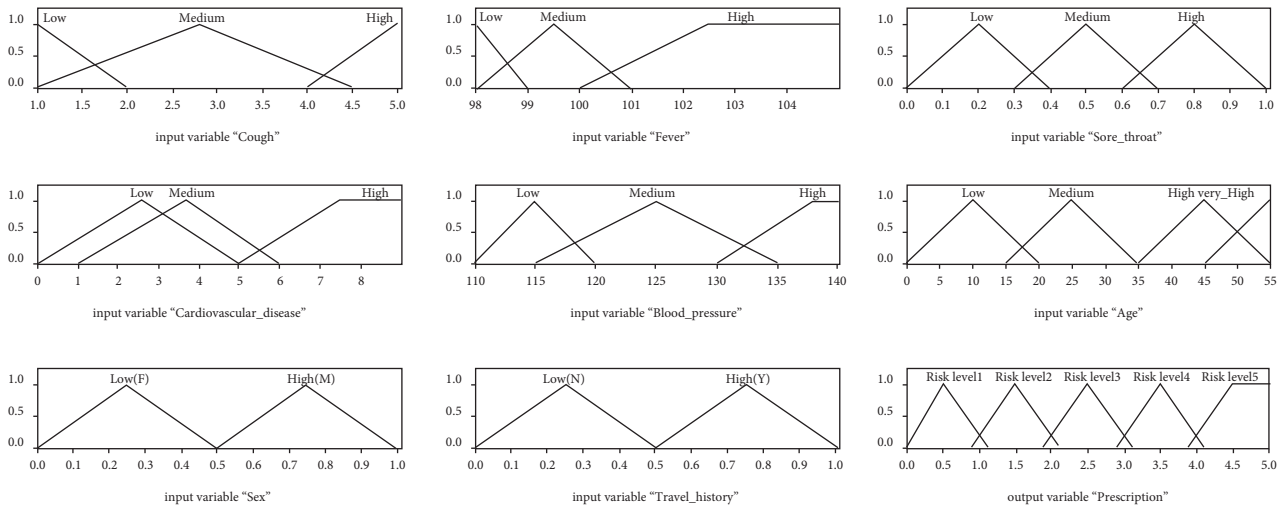 Low Medium High
1.0
0.5
0.0
1.0 1.5 2.0 2.5 3.0 3.5 4.0 4.5 5.0
input variable “Cough”
Low Medium High
1.0
0.5
0.0
98 99 100 101 102 103 104
input variable “Fever”
Low Medium High
1.0
0.5
0.0
0.0 0.1 0.2 0.3 0.4 0.5 0.6 0.7 0.8 0.9 1.0
input variable “Sore_throat”
Low Medium High
1.0
0.5
0.0
0 1 2 3 4 5 6 7 8
input variable “Cardiovascular_disease”
Low Medium High
1.0
0.5
0.0
110 115 120 125 130 135 140
input variable “Blood_pressure”
Low Medium High very_High
1.0
0.5
0.0
0 5 10 15 20 25 30 35 40 45 50 55
input variable “Age”
Low(F) High(M)
1.0
0.5
0.0
0.0 0.1 0.2 0.3 0.4 0.5 0.6 0.7 0.8 0.9 1.0
input variable “Sex”
Low(N) High(Y)
1.0
0.5
0.0
0.0 0.1 0.2 0.3 0.4 0.5 0.6 0.7 0.8 0.9 1.0
input variable “Travel_history”
Risk level1 Risk level2 Risk level3 Risk level4 Risk level5
1.0
0.5
0.0
0.0 0.5 1.0 1.5 2.0 2.5 3.0 3.5 4.0 4.5 5.0
output variable “Prescription”